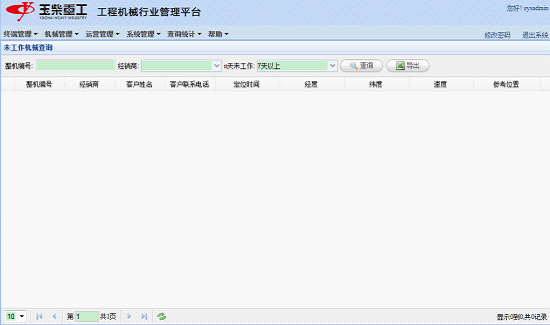 玉柴重工 工程机械行业管理平台 您好! sysadmin
YUCHAI HEAVY INDUSTRY
终端管理 机械管理 运营管理 系统管理 查询统计 帮助 修改密码 退出系统
未工作机械查询
整机编号: 经销商: n天未工作: 7天以上 查询 导出
整机编号 经销商 客户姓名 客户联系电话 定位时间 经度 纬度 速度 参考位置
10 第 1 共1页 显示0到0,共0记录